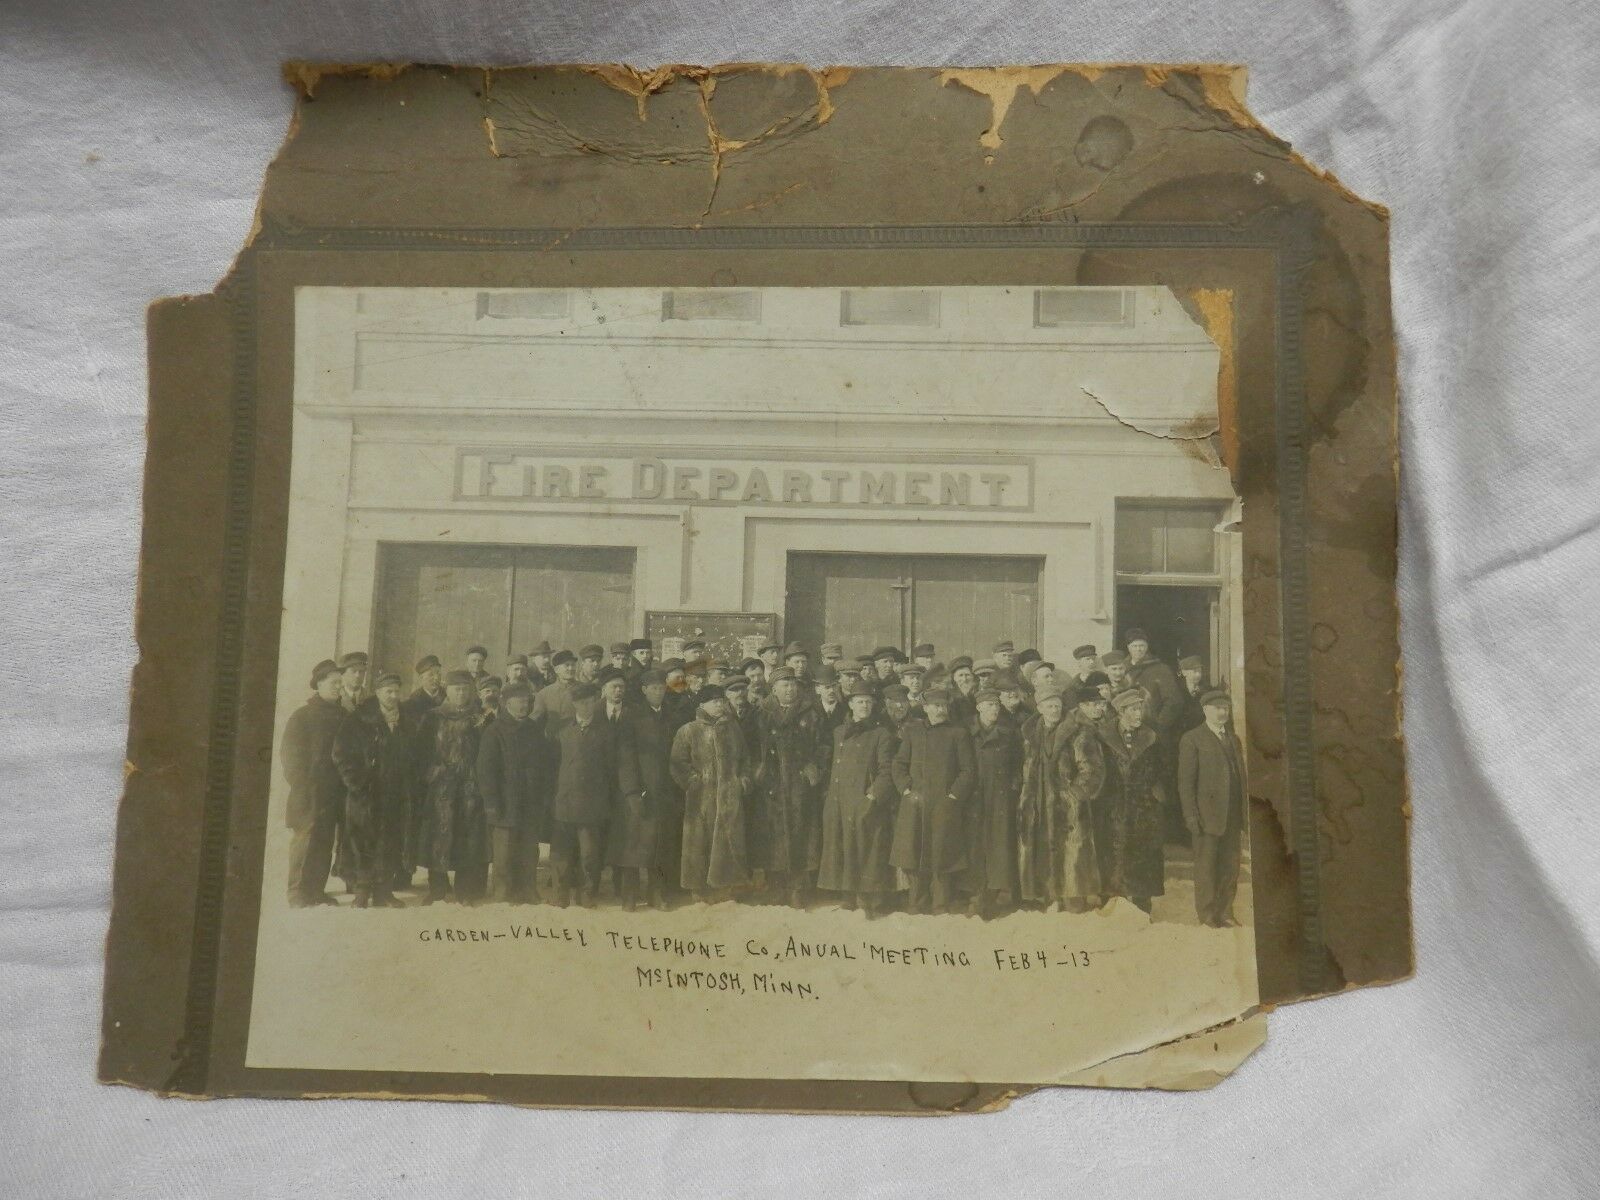 FIRE DEPARTMENT
GARDEN-VALLEY TELEPHONE Co, ANUAL 'MEETING FEB 4-'13
McINTOSH, MINN.